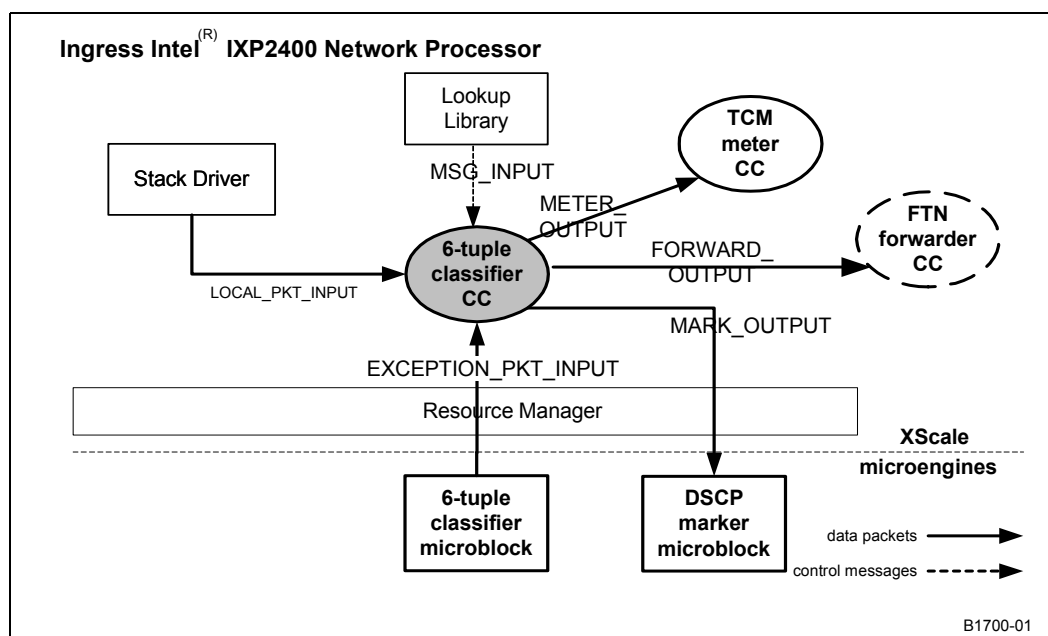 Ingress Intel(R) IXP2400 Network Processor
Lookup
Library
TCM
meter
CC
MSG_INPUT
Stack Driver
METER_
OUTPUT
FTN
forwarder
CC
6-tuple
classifier
CC
FORWARD_
OUTPUT
LOCAL_PKT_INPUT
MARK_OUTPUT
EXCEPTION_PKT_INPUT
Resource Manager
XScale
microengines
6-tuple
classifier
microblock
DSCP
marker
microblock
data packets
control messages
B1700-01